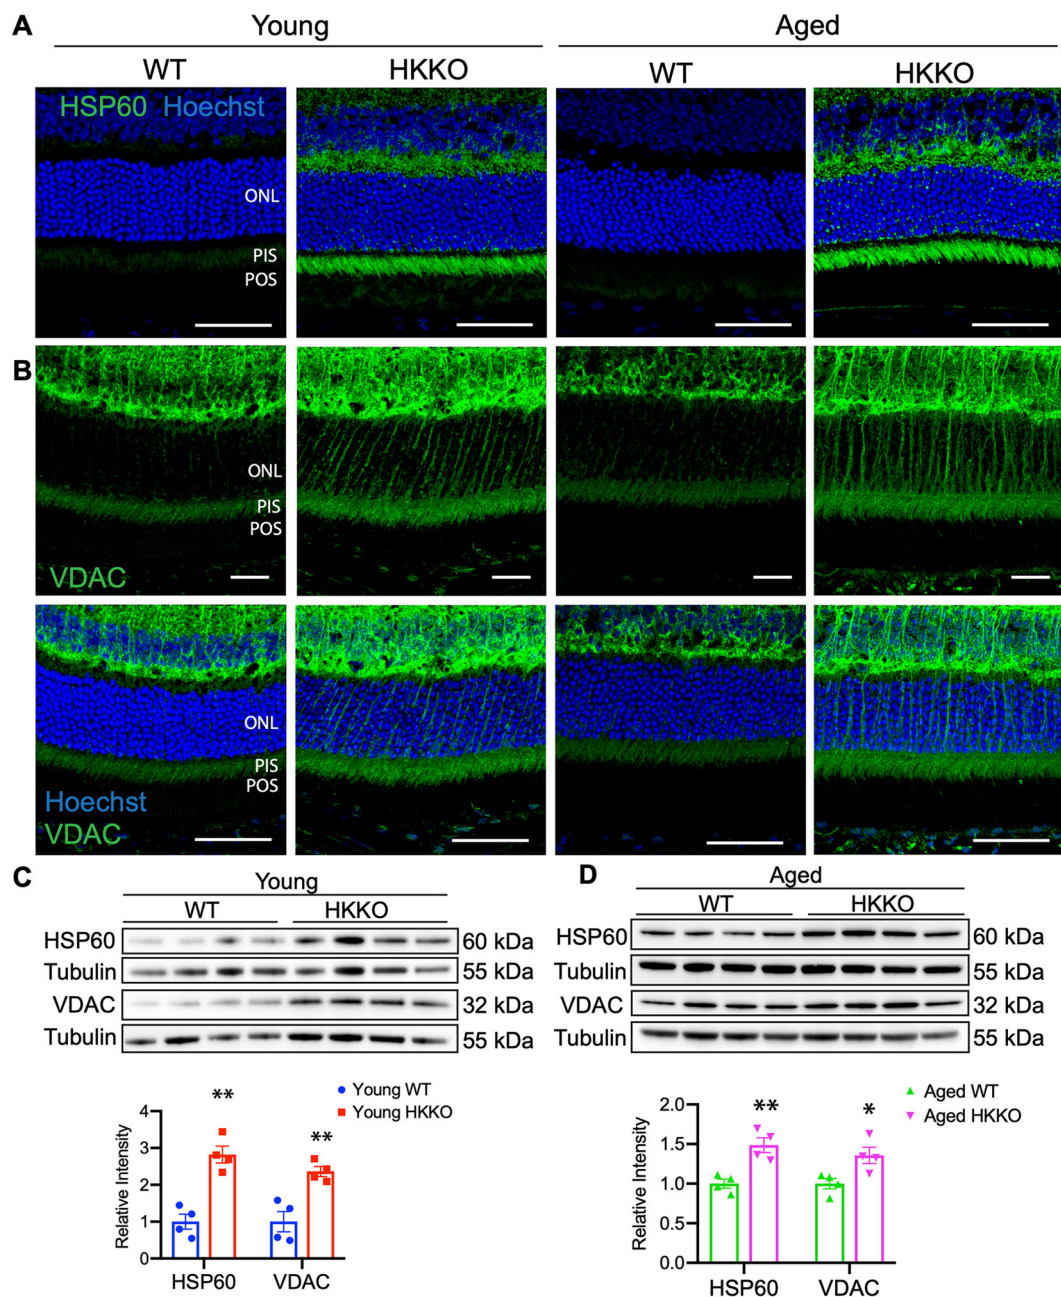 A
Young
Aged
WT
HKKO
WT
HKKO
HSP60 Hoechst
ONL
PIS
POS
B
ONL
PIS
POS
VDAC
ONL
PIS
POS
Hoechst
VDAC
C
Young
WT
HKKO
HSP60
60 kDa
Tubulin
55 kDa
VDAC
32 kDa
Tubulin
55 kDa
Young WT
Young HKKO
**
**
Relative Intensity
4
3
2
1
0
HSP60
VDAC
D
Aged
WT
HKKO
HSP60
60 kDa
Tubulin
55 kDa
VDAC
32 kDa
Tubulin
55 kDa
Aged WT
Aged HKKO
**
*
Relative Intensity
2.0
1.5
1.0
0.5
0.0
HSP60
VDAC